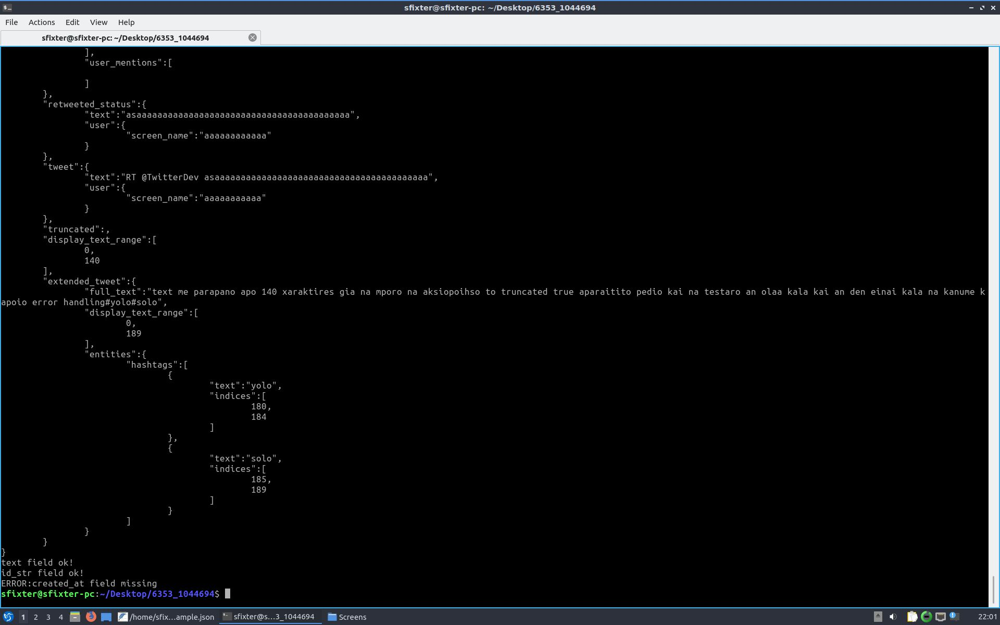 sfixter@sfixter-pc: ~/Desktop/6353_1044694
File Actions Edit View Help
sfixter@sfixter-pc: ~/Desktop/6353_1044694
],
"user_mentions":[
]
},
"retweeted_status":{
"text":"asaaaaaaaaaaaaaaaaaaaaaaaaaaaaaaaaaaaaaaaaa",
"user":{
"screen_name":"aaaaaaaaaaaa"
}
},
"tweet":{
"text":"RT @TwitterDev asaaaaaaaaaaaaaaaaaaaaaaaaaaaaaaaaaaaaaaaaa",
"user":{
"screen_name":"aaaaaaaaaaa"
}
},
"truncated":,
"display_text_range":[
0,
140
],
"extended_tweet":{
"full_text":"text me parapano apo 140 xaraktires gia na mporo na aksiopoihso to truncated true aparaitito pedio kai na testaro an olaa kala kai an den einai kala na kanume k
apoio error handling#yolo#solo",
"display_text_range":[
0,
189
],
"entities":{
"hashtags":[
{
"text":"yolo",
"indices":[
180,
184
]
},
{
"text":"solo",
"indices":[
185,
189
]
}
]
}
}
}
text field ok!
id_str field ok!
ERROR:created_at field missing
sfixter@sfixter-pc:~/Desktop/6353_1044694$
1 2 3 4 /home/sfix...ample.json sfixter@s...3_1044694 Screens 22:01